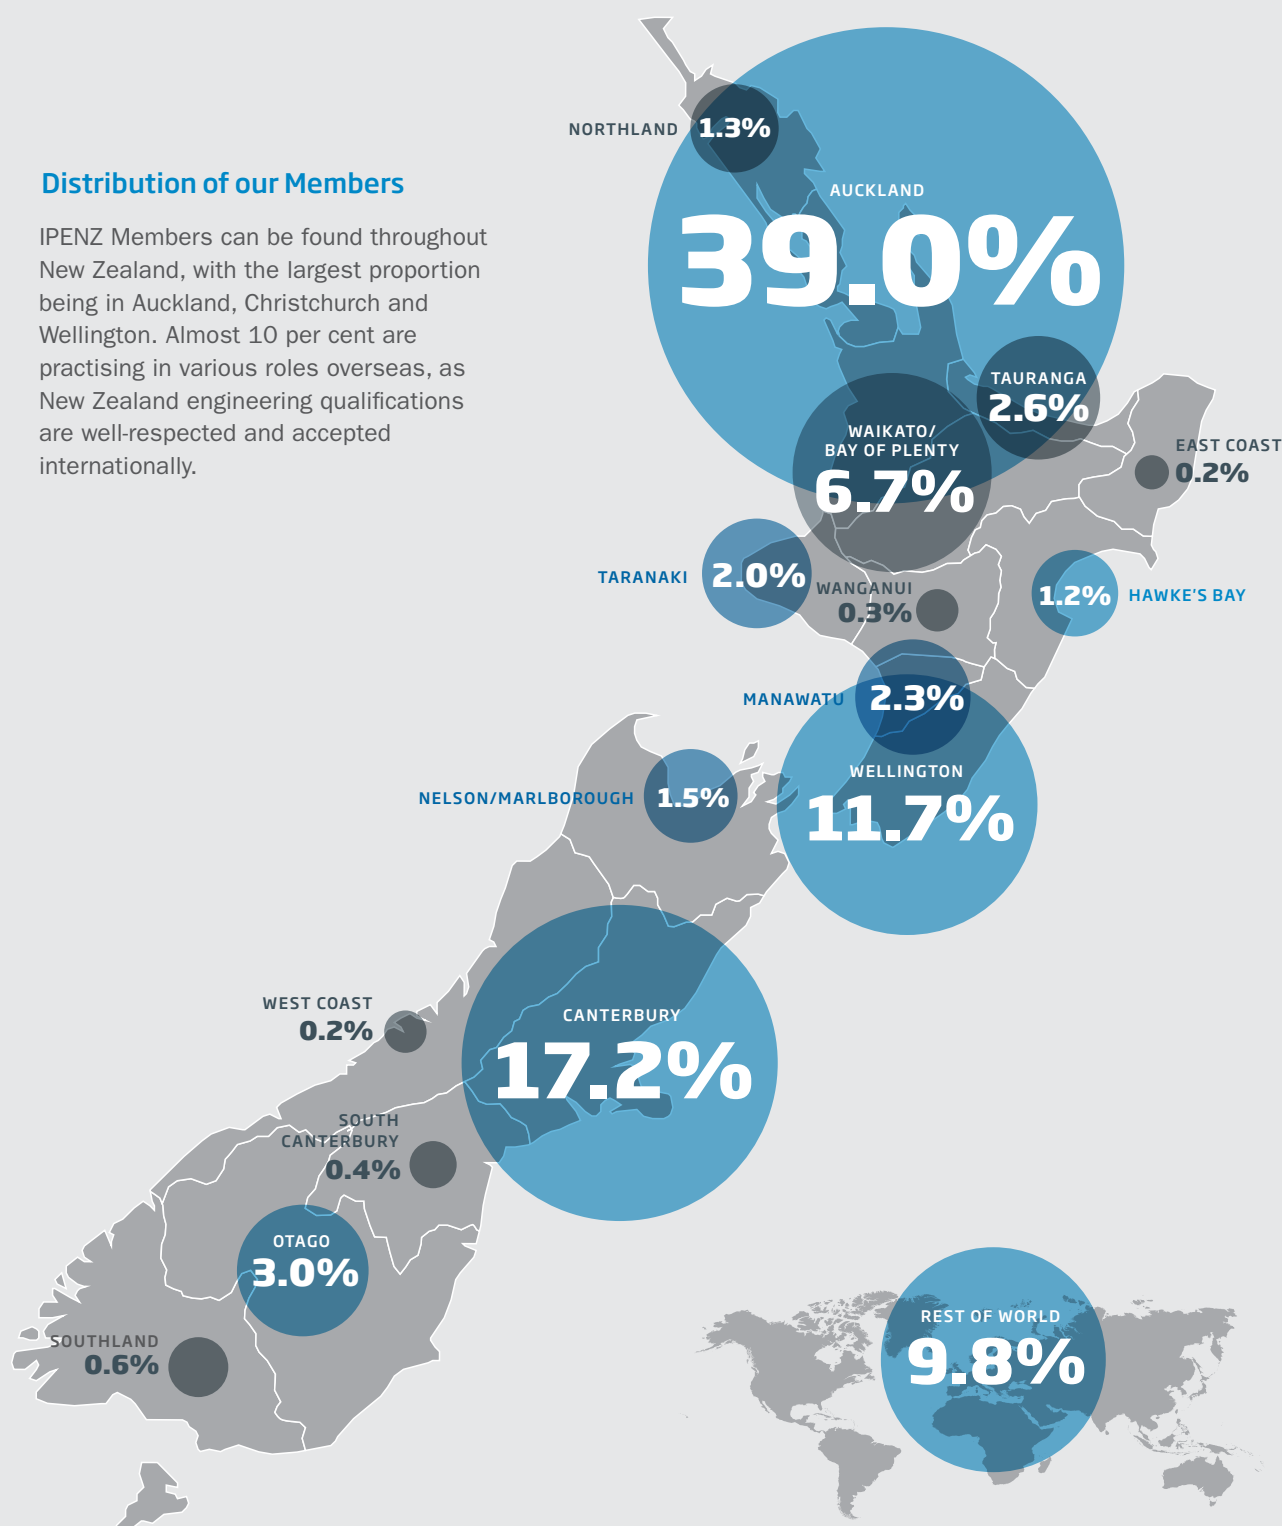 Distribution of our Members
IPENZ Members can be found throughout
New Zealand, with the largest proportion
being in Auckland, Christchurch and
Wellington. Almost 10 per cent are
practising in various roles overseas, as
New Zealand engineering qualifications
are well-respected and accepted
internationally.
NORTHLAND 1.3%
AUCKLAND
39.0%
TAURANGA
2.6%
WAIKATO/
BAY OF PLENTY
6.7%
EAST COAST
0.2%
TARANAKI 2.0%
WANGANUI
0.3%
1.2% HAWKE'S BAY
MANAWATU 2.3%
WELLINGTON
11.7%
NELSON/MARLBOROUGH 1.5%
WEST COAST
0.2%
CANTERBURY
17.2%
SOUTH
CANTERBURY
0.4%
OTAGO
3.0%
SOUTHLAND
0.6%
REST OF WORLD
9.8%